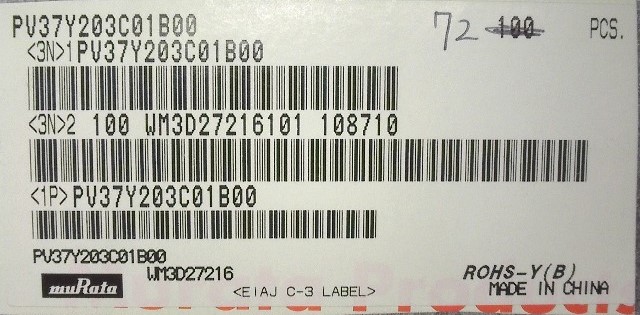 PV37Y203C01B00 72 100 PCS.
<3N>1PV37Y203C01B00
<3N>2 100 WM3D27216101 108710
<1P>PV37Y203C01B00
PV37Y203C01B00
WM3D27216
muRata
<EIAJ C-3 LABEL>
ROHS-Y(B)
MADE IN CHINA